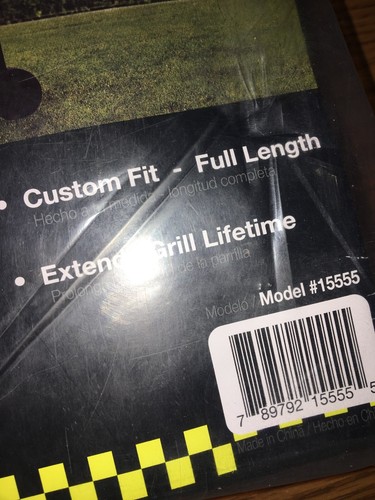 • Custom Fit - Full Length
Hecho a medida - longitud completa
• Extend Grill Lifetime
de la parrilla
Modelo / Model #15555
7 89792 15555 5
Made in China / Hecho en